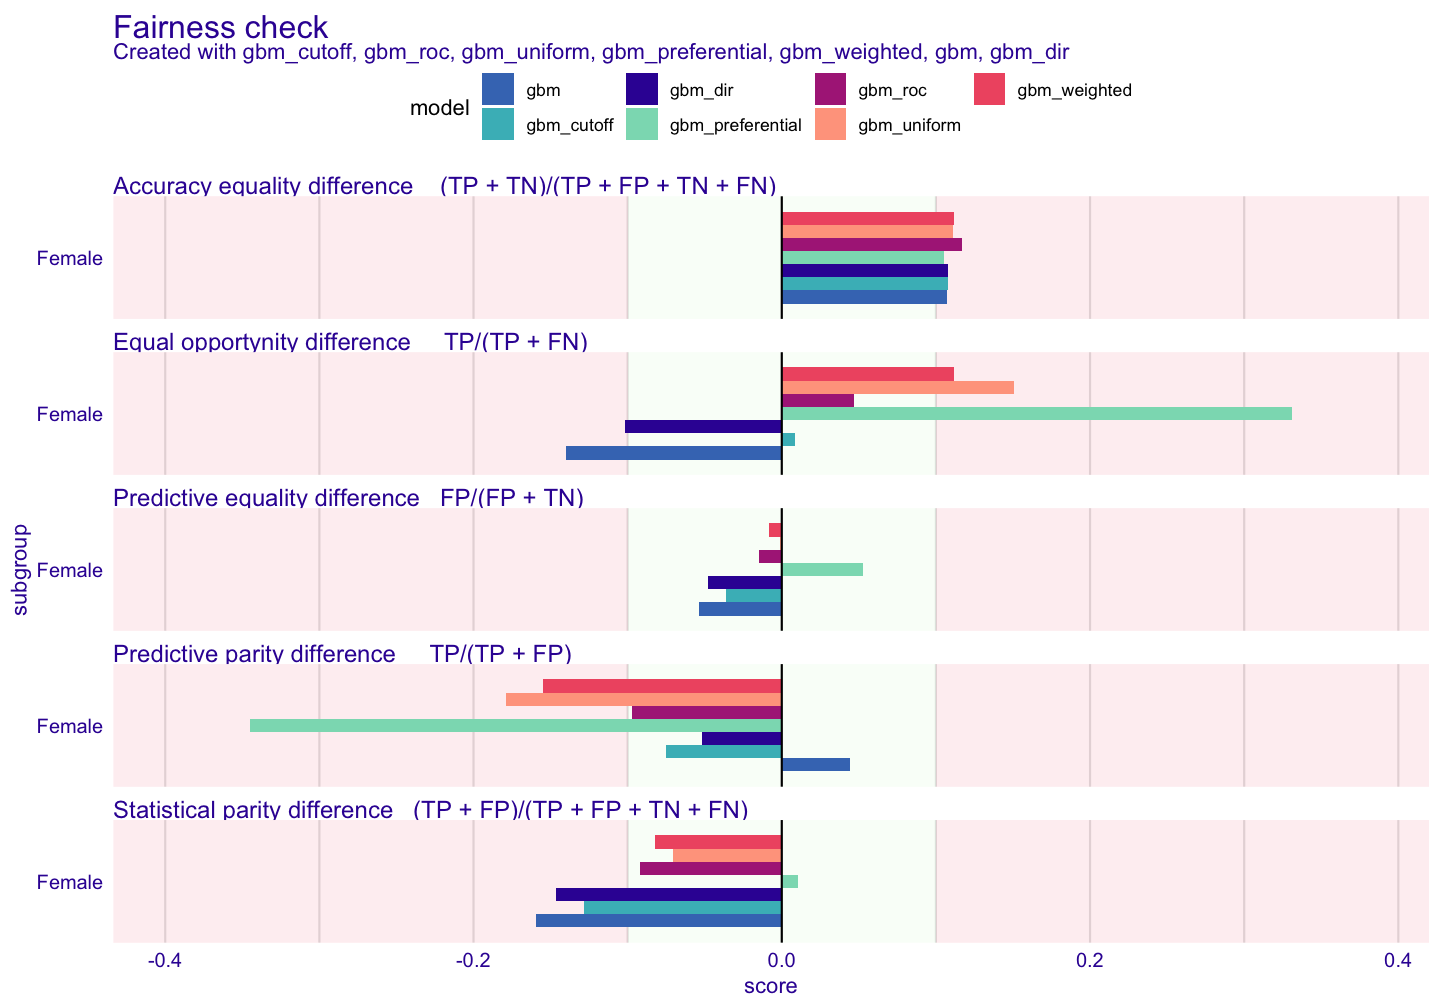 Fairness check
Created with gbm_cutoff, gbm_roc, gbm_uniform, gbm_preferential, gbm_weighted, gbm, gbm_dir
model
gbm gbm_dir gbm_roc gbm_weighted
gbm_cutoff gbm_preferential gbm_uniform
Accuracy equality difference (TP + TN)/(TP + FP + TN + FN)
Female
Equal opportynity difference TP/(TP + FN)
Female
Predictive equality difference FP/(FP + TN)
Female
subgroup
Predictive parity difference TP/(TP + FP)
Female
Statistical parity difference (TP + FP)/(TP + FP + TN + FN)
Female
-0.4 -0.2 0.0 0.2 0.4
score